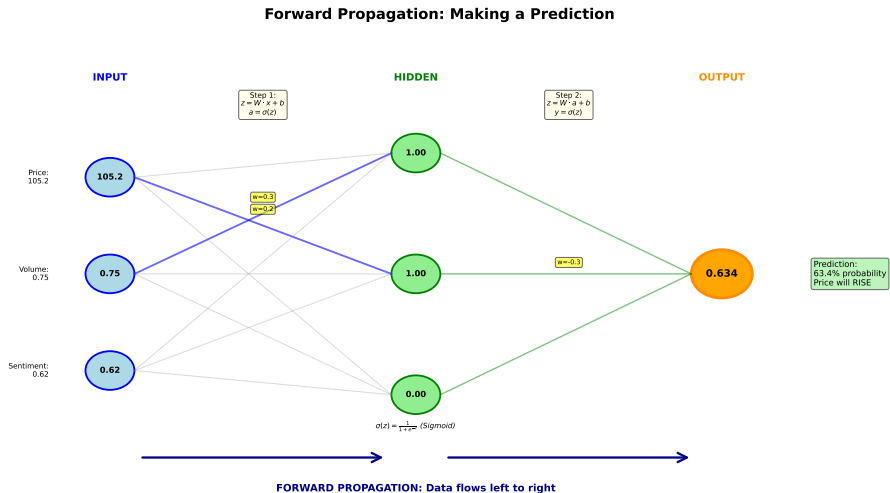 Forward Propagation: Making a Prediction
INPUT
HIDDEN
OUTPUT
Step 1:
z = W · x + b
a = σ(z)
Step 2:
z = W · a + b
y = σ(z)
Price:
105.2
105.2
1.00
w=0.3
w=0.2
Volume:
0.75
0.75
1.00
w=-0.3
0.634
Prediction:
63.4% probability
Price will RISE
Sentiment:
0.62
0.62
0.00
σ(z) = 1/(1+e⁻ᶻ) (Sigmoid)
FORWARD PROPAGATION: Data flows left to right